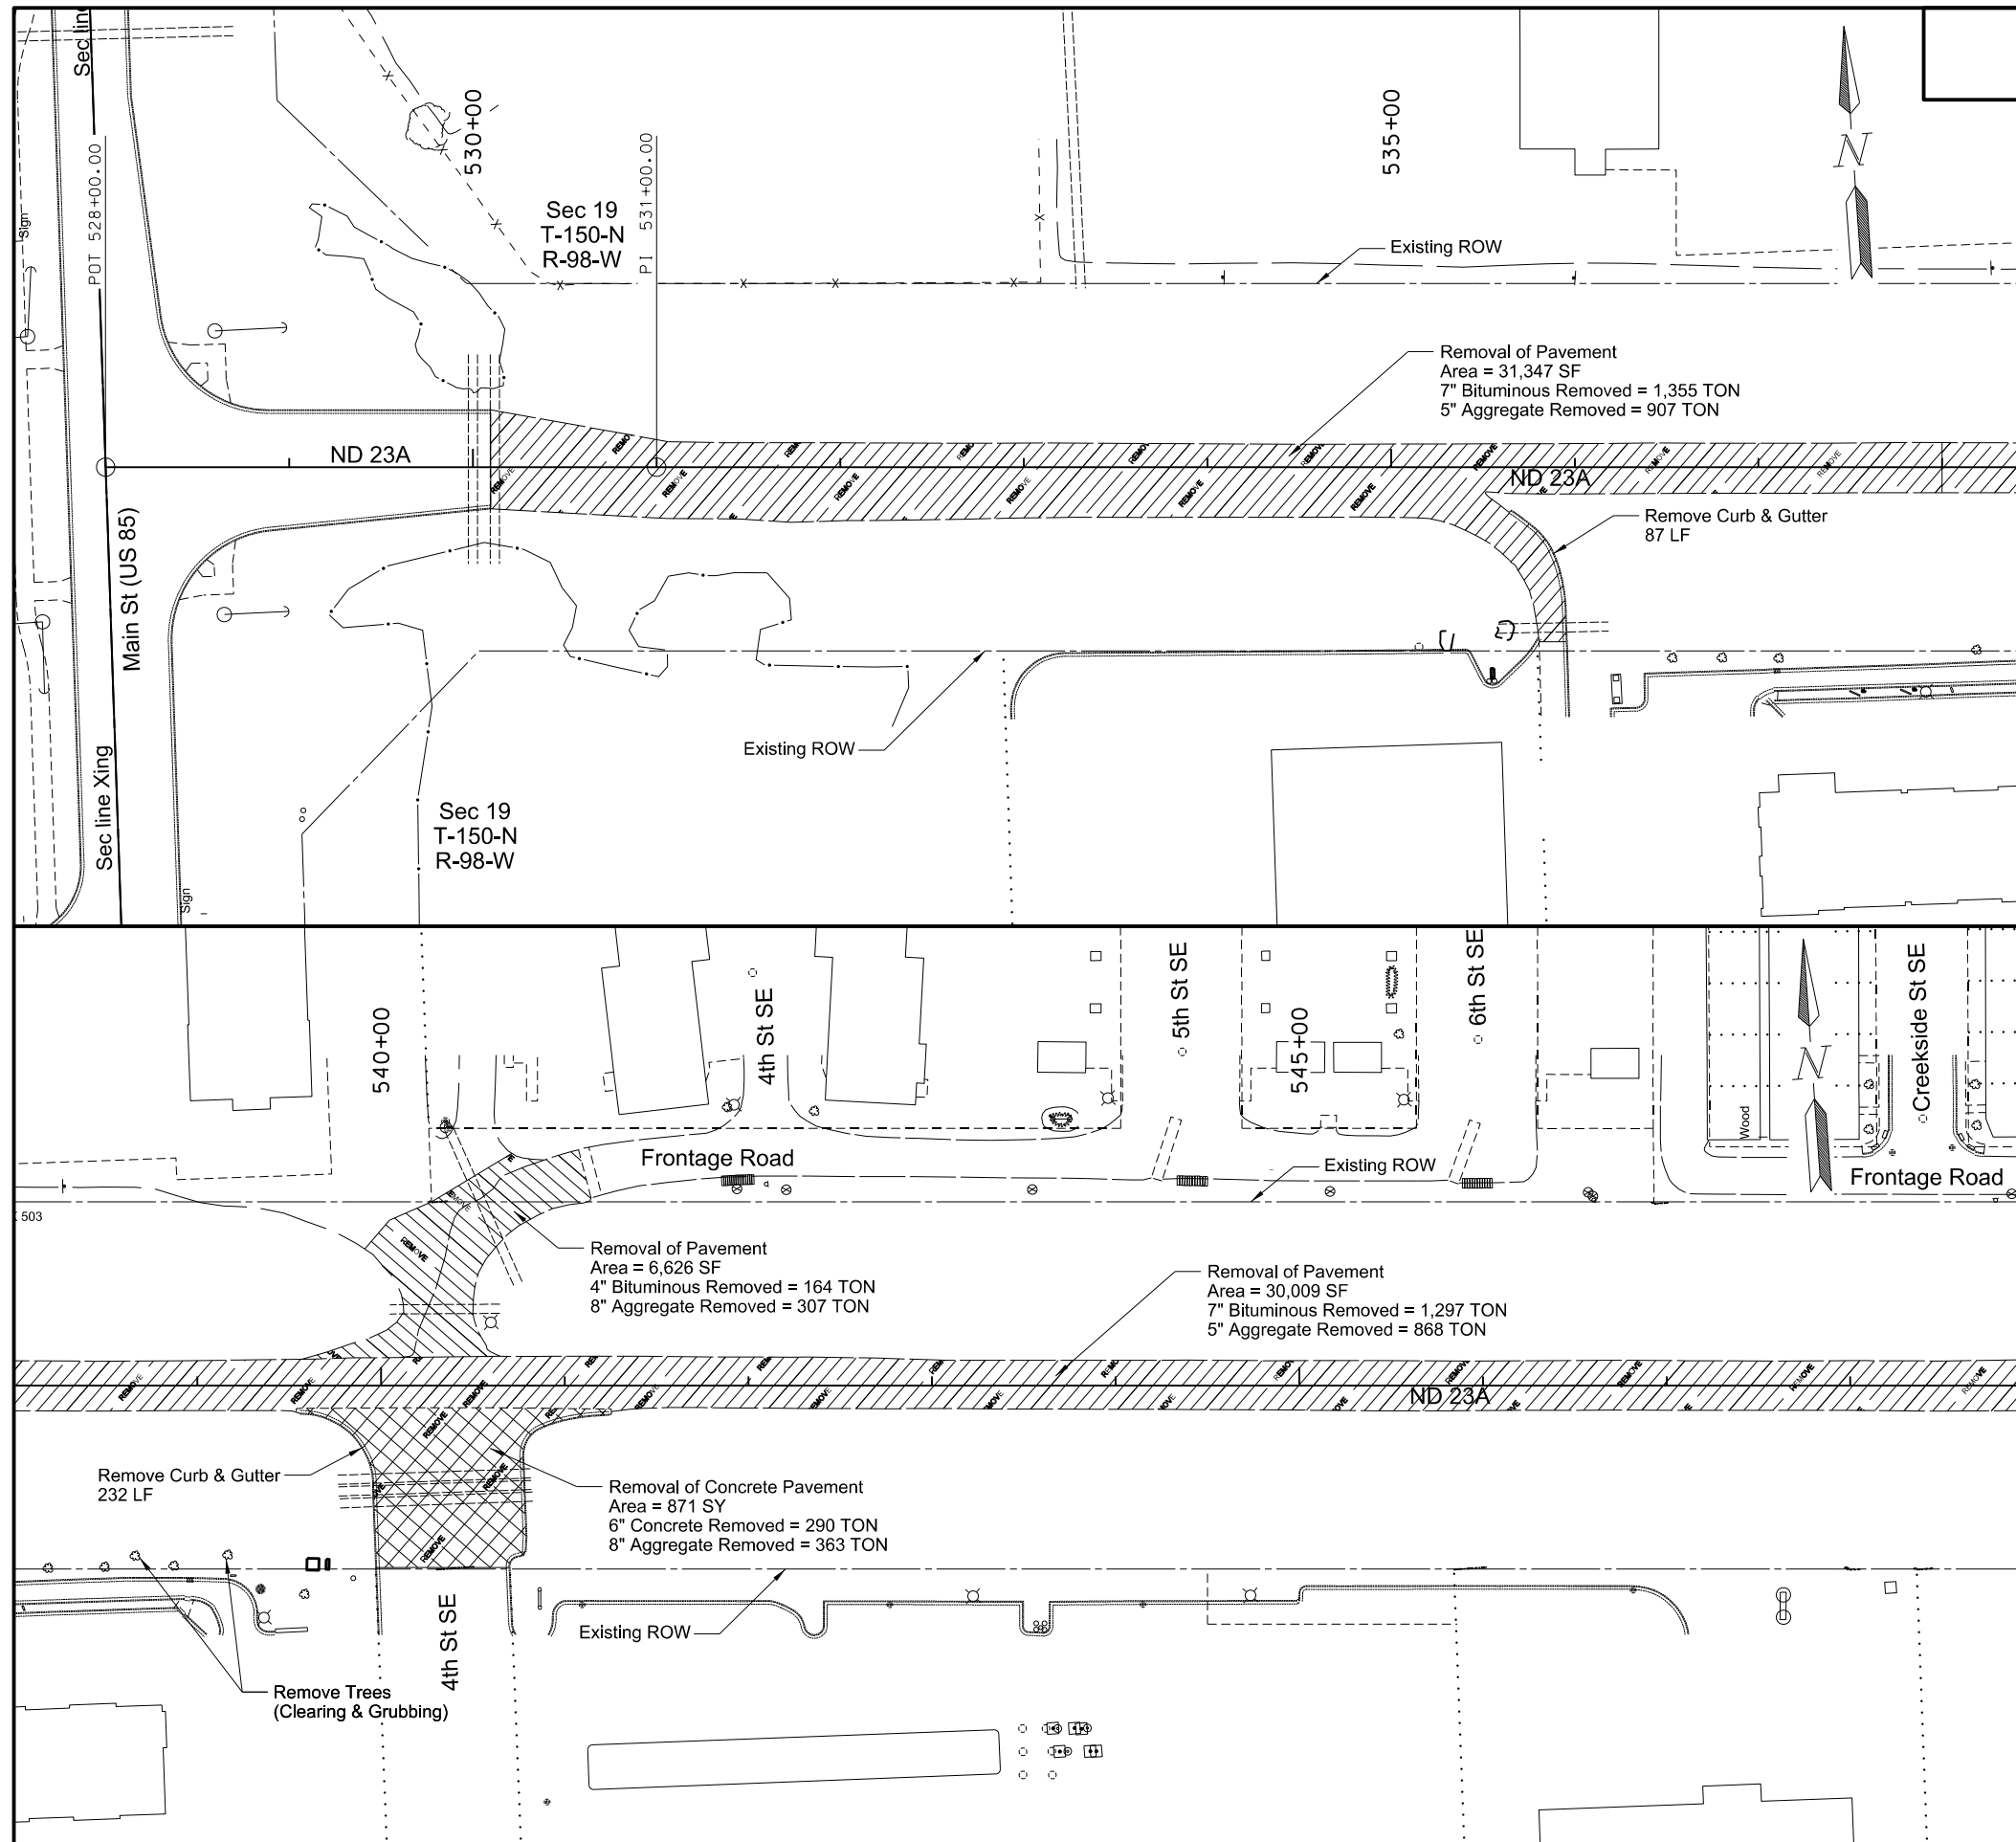 Sec line
POT 528+00.00
530+00
Sec 19
T-150-N
R-98-W
PI 531+00.00
535+00
N
Existing ROW
Sign
Removal of Pavement
Area = 31,347 SF
7" Bituminous Removed = 1,355 TON
5" Aggregate Removed = 907 TON
ND 23A
REMOVE
ND 23A
Remove Curb & Gutter
87 LF
Main St (US 85)
Existing ROW
Sec line Xing
Sec 19
T-150-N
R-98-W
Sign
540+00
4th St SE
5th St SE
545+00
6th St SE
Creekside St SE
N
Wood
Frontage Road
Existing ROW
Frontage Road
503
Removal of Pavement
Area = 6,626 SF
4" Bituminous Removed = 164 TON
8" Aggregate Removed = 307 TON
Removal of Pavement
Area = 30,009 SF
7" Bituminous Removed = 1,297 TON
5" Aggregate Removed = 868 TON
REMOVE
ND 23A
Remove Curb & Gutter
232 LF
Removal of Concrete Pavement
Area = 871 SY
6" Concrete Removed = 290 TON
8" Aggregate Removed = 363 TON
4th St SE
Existing ROW
Remove Trees
(Clearing & Grubbing)